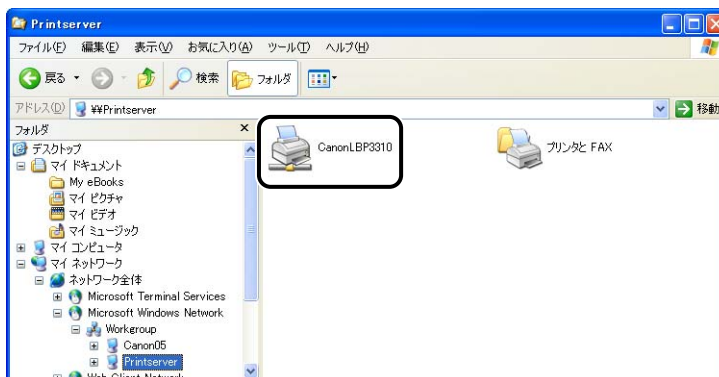 Printserver
ファイル(F) 編集(E) 表示(V) お気に入り(A) ツール(T) ヘルプ(H)
戻る 検索 フォルダ
アドレス(D) ¥¥Printserver 移動
フォルダ
デスクトップ
マイ ドキュメント
My eBooks
マイ ピクチャ
マイ ビデオ
マイ ミュージック
マイ コンピュータ
マイ ネットワーク
ネットワーク全体
Microsoft Terminal Services
Microsoft Windows Network
Workgroup
Canon05
Printserver
Web Client Network
CanonLBP3310
プリンタと FAX